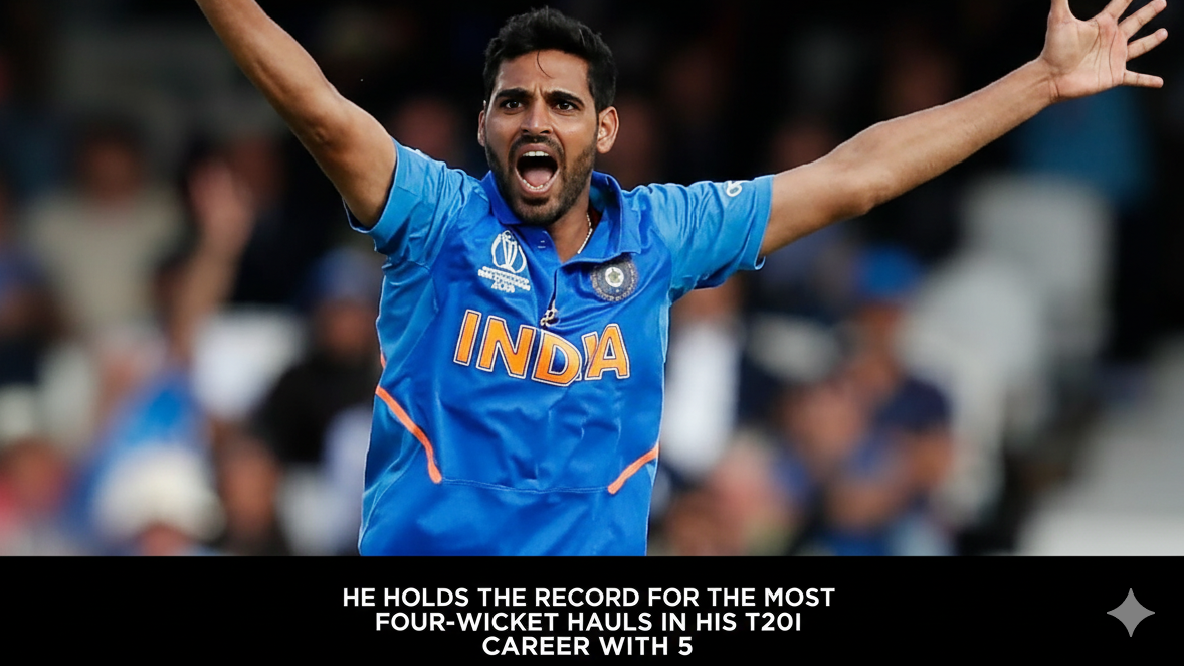 INDIA
HE HOLDS THE RECORD FOR THE MOST
FOUR-WICKET HAULS IN HIS T20I
CAREER WITH 5